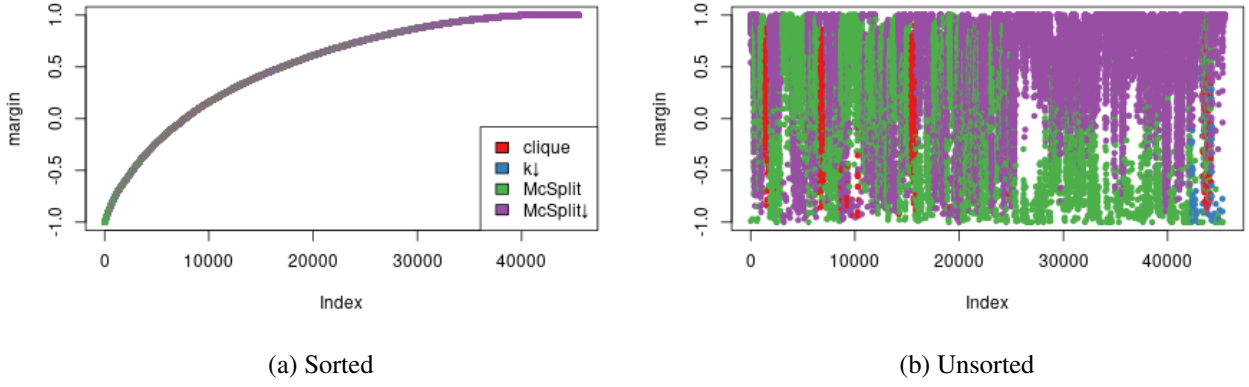 1.0
0.5
0.0
-0.5
-1.0
margin
0 10000 20000 30000 40000
Index
clique
k↓
McSplit
McSplit↓
(a) Sorted
1.0
0.5
0.0
-0.5
-1.0
margin
0 10000 20000 30000 40000
Index
(b) Unsorted